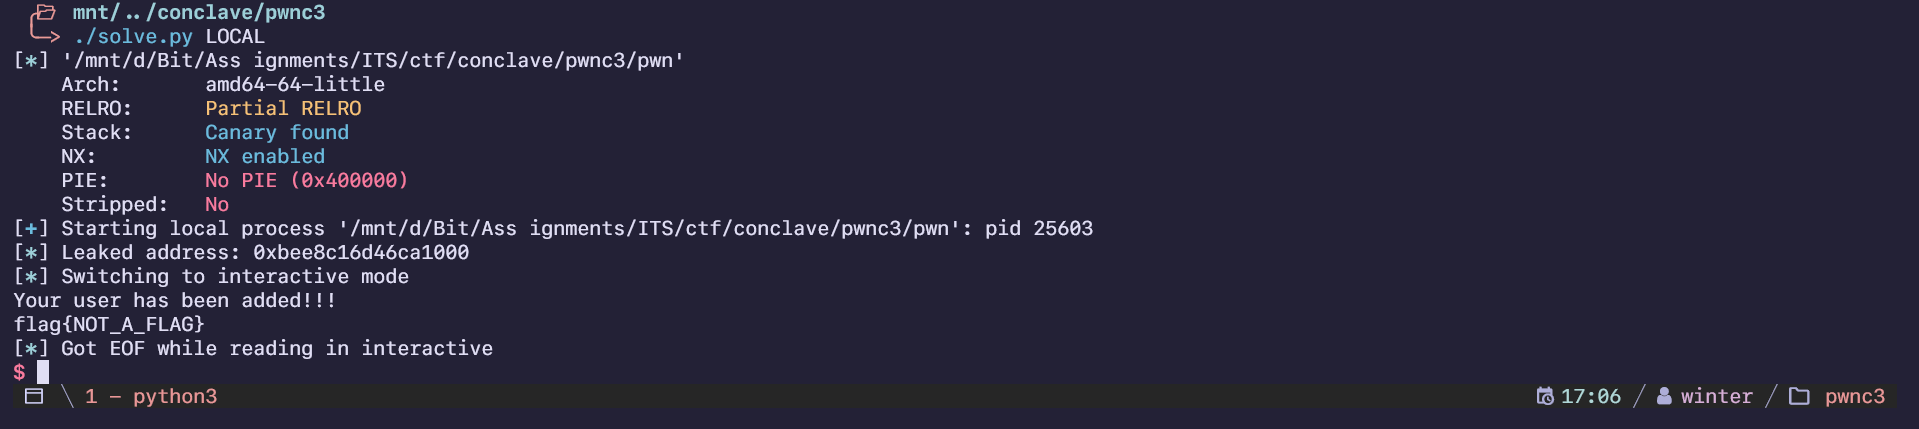 mnt/../conclave/pwnc3
./solve.py LOCAL
[*] '/mnt/d/Bit/Ass ignments/ITS/ctf/conclave/pwnc3/pwn'
Arch: amd64-64-little
RELRO: Partial RELRO
Stack: Canary found
NX: NX enabled
PIE: No PIE (0x400000)
Stripped: No
[+] Starting local process '/mnt/d/Bit/Ass ignments/ITS/ctf/conclave/pwnc3/pwn': pid 25603
[*] Leaked address: 0xbee8c16d46ca1000
[*] Switching to interactive mode
Your user has been added!!!
flag{NOT_A_FLAG}
[*] Got EOF while reading in interactive
$
1 - python3 17:06 / winter / pwnc3